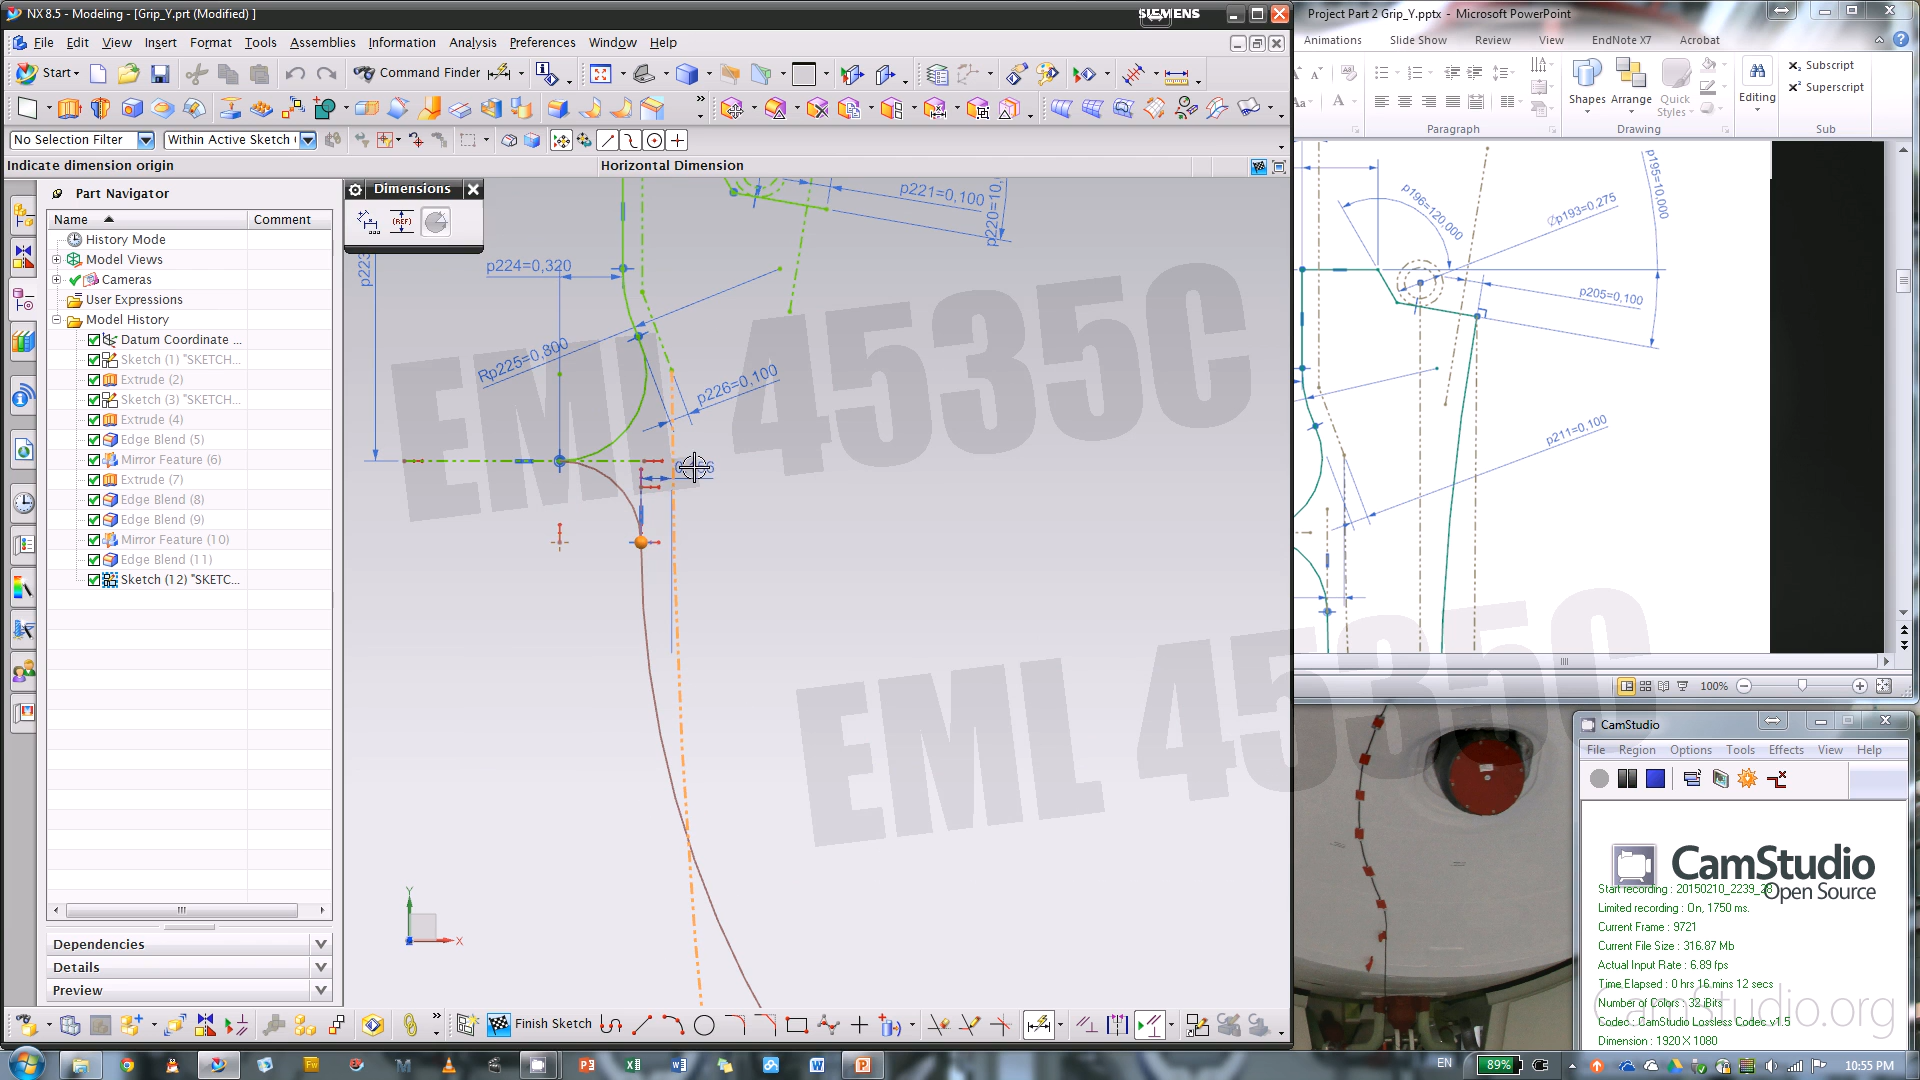 NX 8.5 - Modeling - [Grip_Y.prt (Modified) ]
SIEMENS
File Edit View Insert Format Tools Assemblies Information Analysis Preferences Window Help
Start
Command Finder
No Selection Filter
Within Active Sketch
Indicate dimension origin
Horizontal Dimension
Part Navigator
Name
Comment
History Mode
Model Views
Cameras
User Expressions
Model History
Datum Coordinate ...
Sketch (1) "SKETCH...
Extrude (2)
Sketch (3) "SKETCH...
Extrude (4)
Edge Blend (5)
Mirror Feature (6)
Extrude (7)
Edge Blend (8)
Edge Blend (9)
Mirror Feature (10)
Edge Blend (11)
Sketch (12) "SKETC...
Dependencies
Details
Preview
Dimensions
(REF)
p221=0,100
p220=10,
p223
p224=0,320
Rp225=0,800
p226=0,100
EML 4535C
EML 4535C
Y
X
Finish Sketch
Project Part 2 Grip_Y.pptx - Microsoft PowerPoint
Animations Slide Show Review View EndNote X7 Acrobat
Subscript
Superscript
Shapes Arrange Quick Styles
Editing
Paragraph
Drawing
Sub
p195=10,000
p196=120,000
∅p193=0,275
p205=0,100
p211=0,100
100%
CamStudio
File Region Options Tools Effects View Help
CamStudio
Open Source
Start recording : 20150210_2239_28
Limited recording : On, 1750 ms.
Current Frame : 9721
Current File Size : 316.87 Mb
Actual Input Rate : 6.89 fps
Time Elapsed : 0 hrs 16 mins 12 secs
Number of Colors : 32 Bits
Codec : CamStudio Lossless Codec v1.5
Dimension : 1920 X 1080
CamStudio.org
EN
89%
10:55 PM